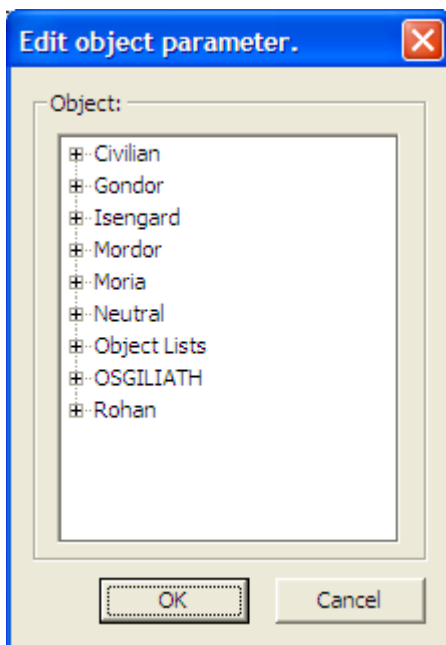 Edit object parameter.
Object:
Civilian
Gondor
Isengard
Mordor
Moria
Neutral
Object Lists
OSGILIATH
Rohan
OK Cancel